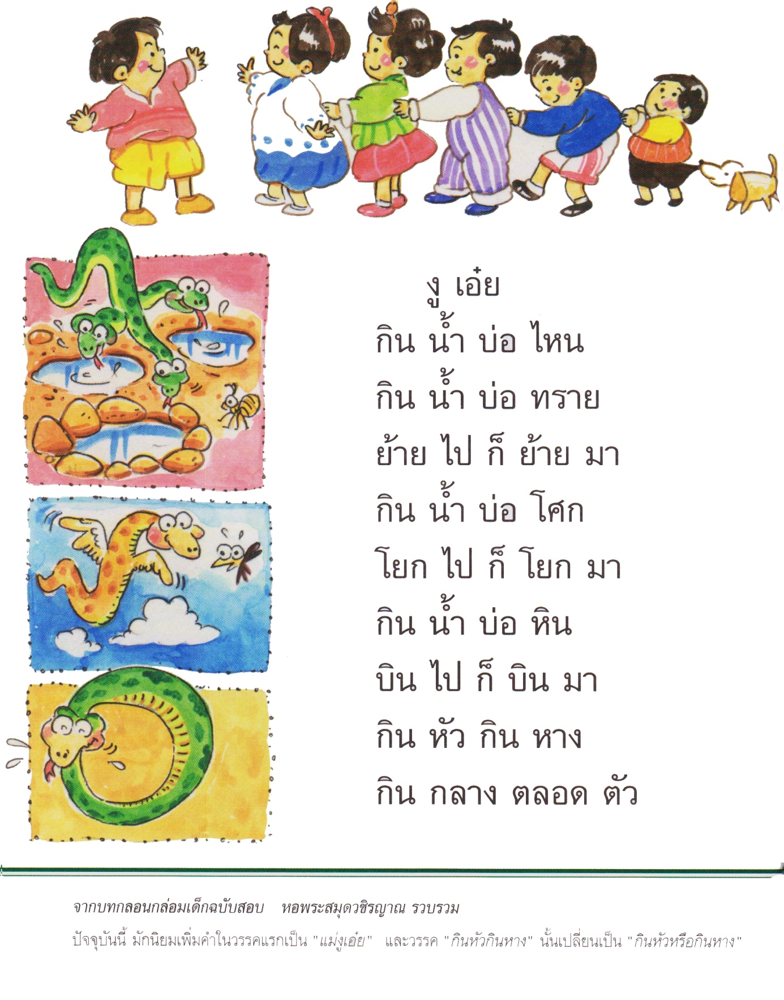 งู เอ๋ย
กิน น้ำ บ่อ ไหน
กิน น้ำ บ่อ ทราย
ย้าย ไป ก็ ย้าย มา
กิน น้ำ บ่อ โศก
โยก ไป ก็ โยก มา
กิน น้ำ บ่อ หิน
บิน ไป ก็ บิน มา
กิน หัว กิน หาง
กิน กลาง ตลอด ตัว
จากบทกลอนกล่อมเด็กฉบับสอบ หอพระสมุดวชิรญาณ รวบรวม
ปัจจุบันนี้ มักนิยมเพิ่มคำในวรรคแรกเป็น "แม่งูเอ๋ย" และวรรค "กินหัวกินหาง" นั้นเปลี่ยนเป็น "กินหัวหรือกินหาง"